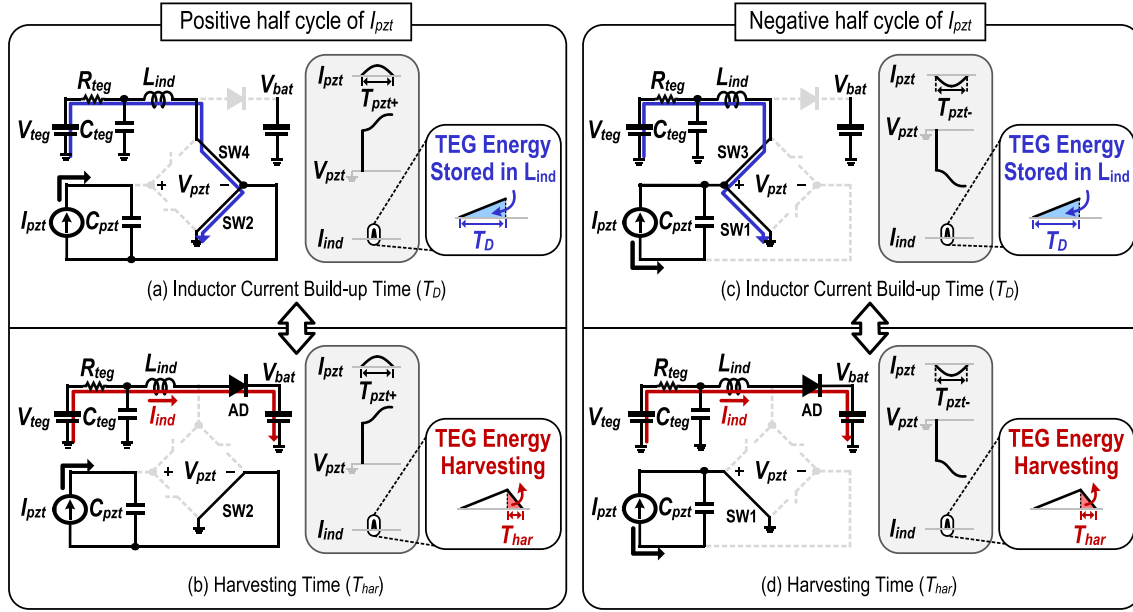 Positive half cycle of Ipzt
Rteg
Lind
Vbat
Vteg
Cteg
SW4
+ Vpzt −
SW2
Ipzt
Cpzt
Ipzt
Tpzt+
Vpzt
Iind
TEG Energy
Stored in Lind
TD
(a) Inductor Current Build-up Time (TD)
Rteg
Lind
Vbat
Vteg
Cteg
Iind
AD
+ Vpzt −
SW2
Ipzt
Cpzt
Ipzt
Tpzt+
Vpzt
Iind
TEG Energy
Harvesting
Thar
(b) Harvesting Time (Thar)
Negative half cycle of Ipzt
Rteg
Lind
Vbat
Vteg
Cteg
SW3
+ Vpzt −
SW1
Ipzt
Cpzt
Ipzt
Tpzt-
Vpzt
Iind
TEG Energy
Stored in Lind
TD
(c) Inductor Current Build-up Time (TD)
Rteg
Lind
Vbat
Vteg
Cteg
Iind
AD
+ Vpzt −
SW1
Ipzt
Cpzt
Ipzt
Tpzt-
Vpzt
Iind
TEG Energy
Harvesting
Thar
(d) Harvesting Time (Thar)